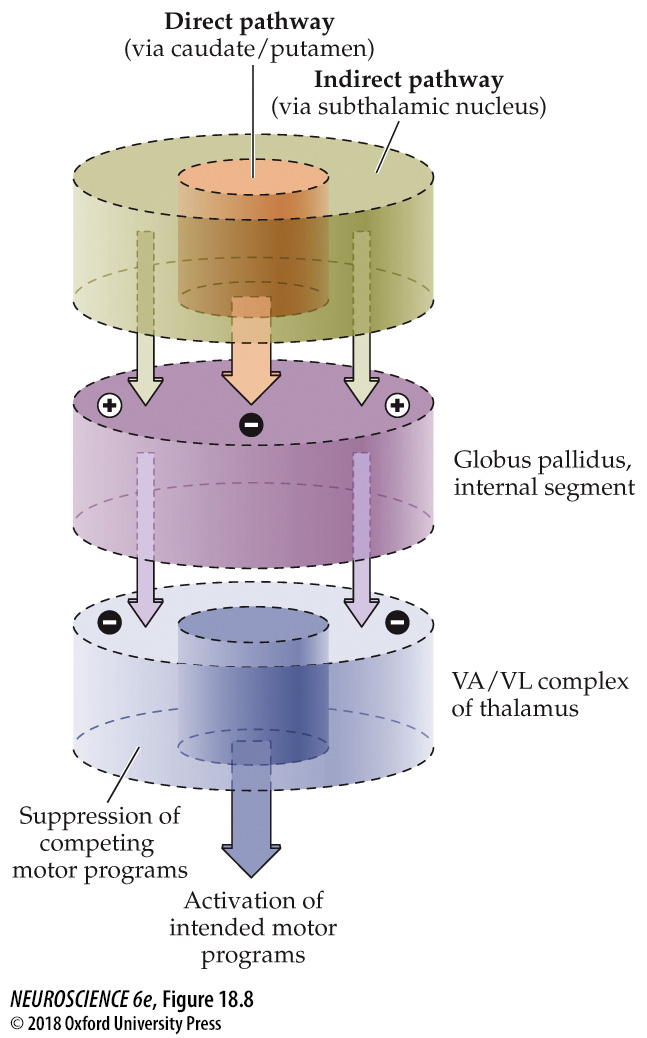 Direct pathway
(via caudate/putamen)
Indirect pathway
(via subthalamic nucleus)
+
+
−
Globus pallidus,
internal segment
−
−
VA/VL complex
of thalamus
Suppression of
competing
motor programs
Activation of
intended motor
programs
NEUROSCIENCE 6e, Figure 18.8
© 2018 Oxford University Press